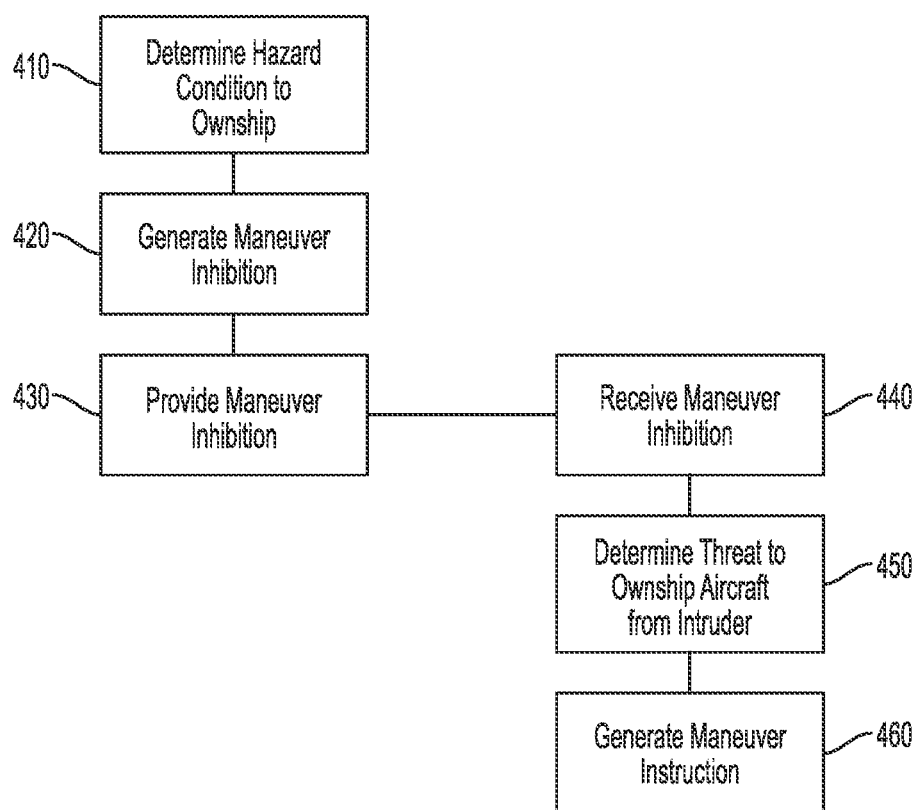 410
Determine Hazard
Condition to
Ownship
420
Generate Maneuver
Inhibition
430
Provide Maneuver
Inhibition
Receive Maneuver
Inhibition
440
Determine Threat to
Ownship Aircraft
from Intruder
450
Generate Maneuver
Instruction
460